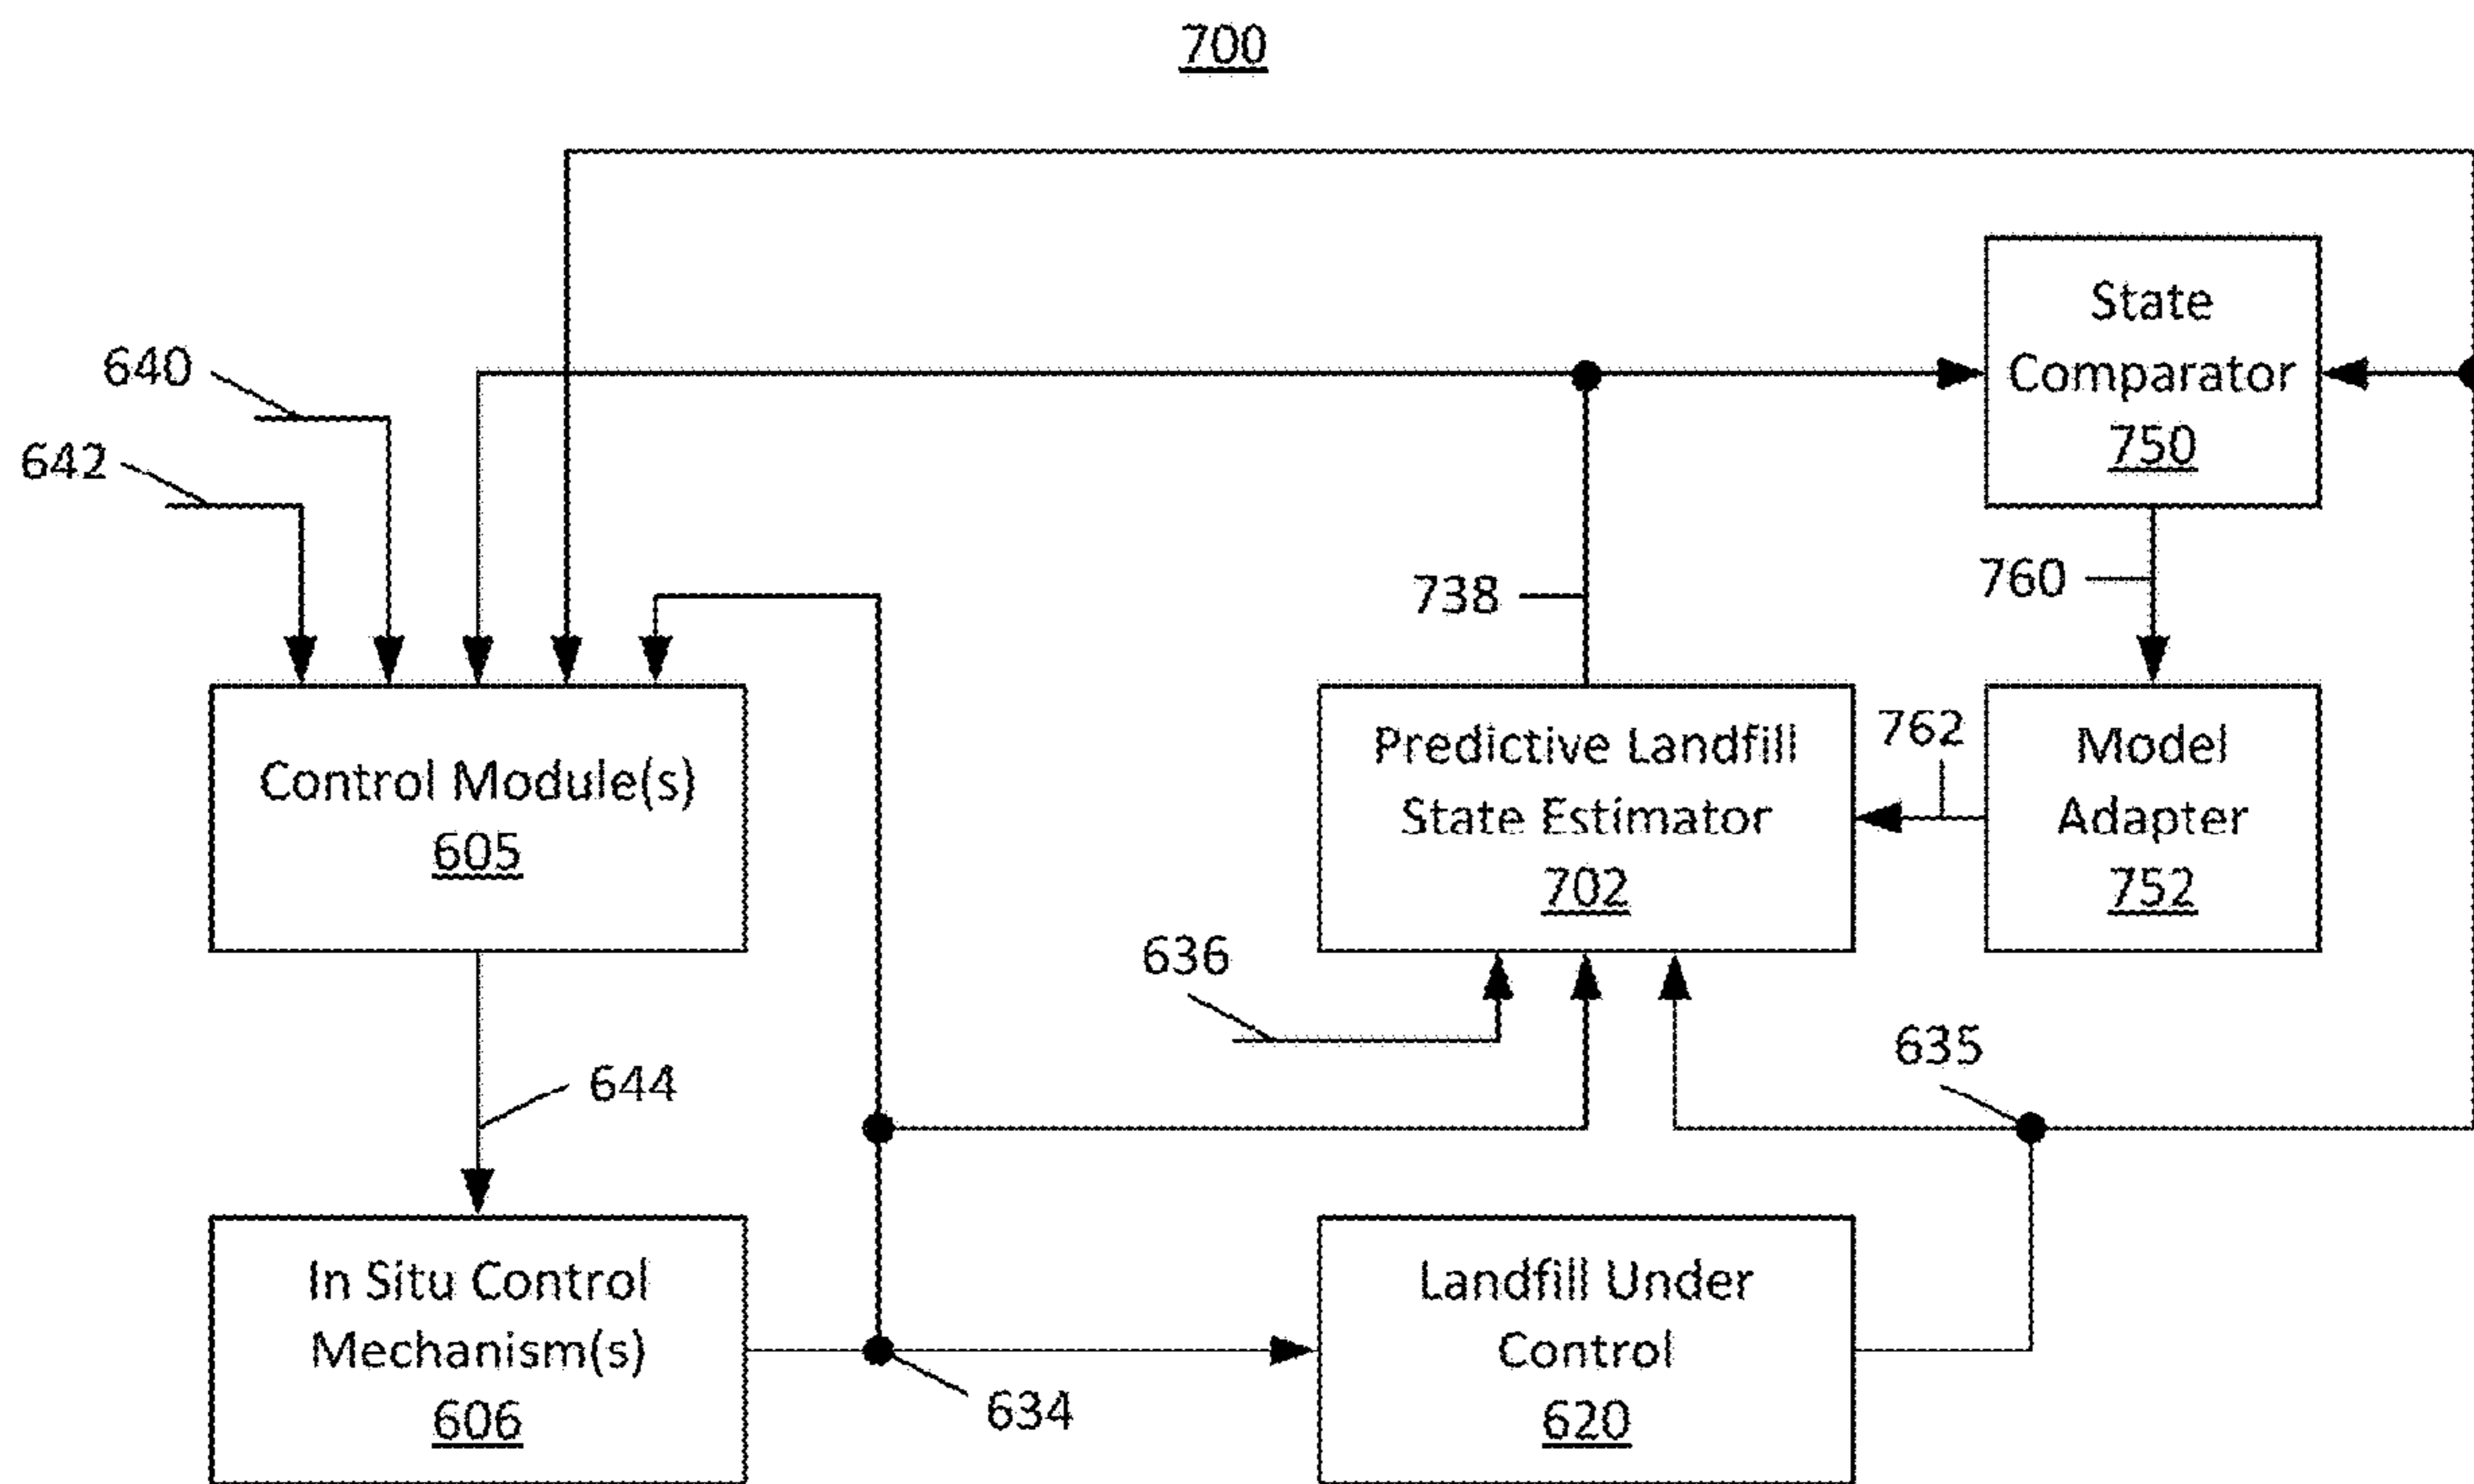 700
State
Comparator
750
640
642
738
760
Control Module(s)
605
Predictive Landfill
State Estimator
702
762
Model
Adapter
752
636
635
644
In Situ Control
Mechanism(s)
606
634
Landfill Under
Control
620